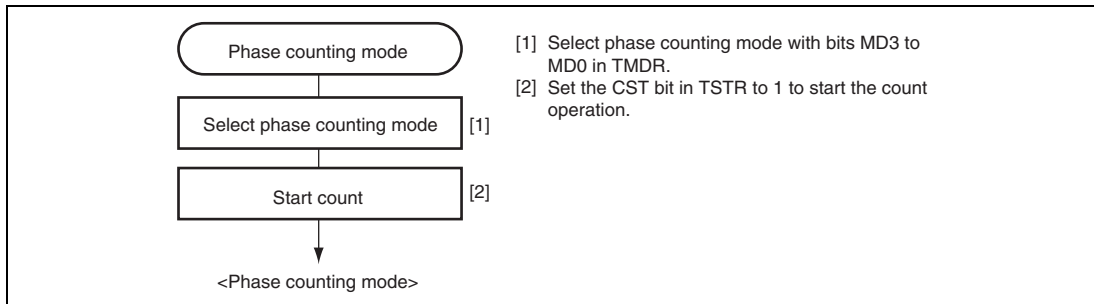 Phase counting mode
Select phase counting mode
[1]
Start count
[2]
<Phase counting mode>
[1] Select phase counting mode with bits MD3 to
MD0 in TMDR.
[2] Set the CST bit in TSTR to 1 to start the count
operation.